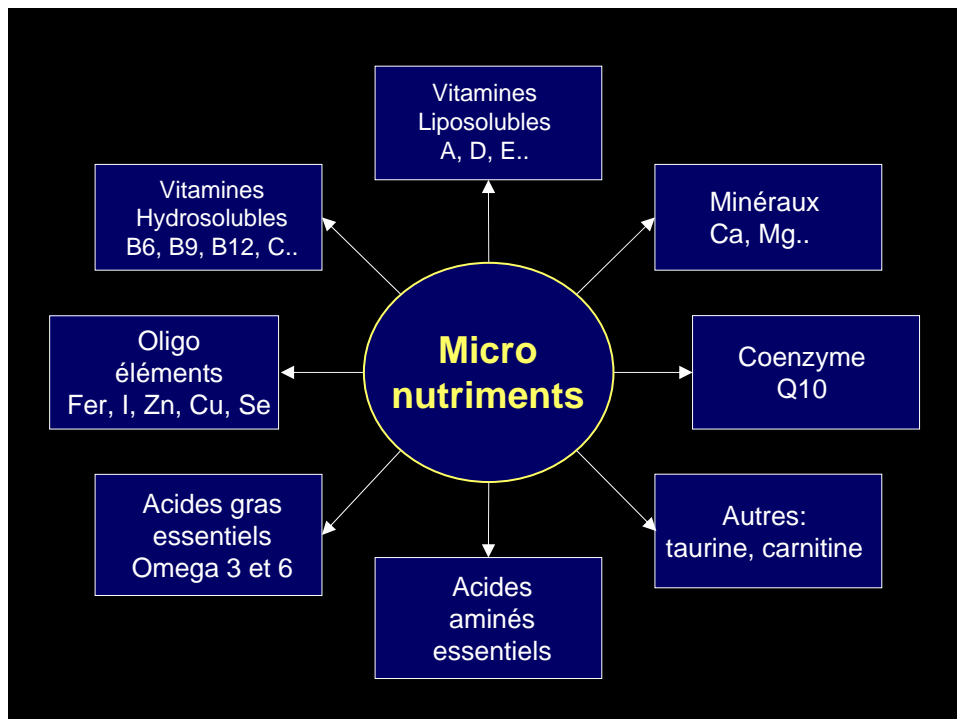 Vitamines
Liposolubles
A, D, E..
Vitamines
Hydrosolubles
B6, B9, B12, C..
Minéraux
Ca, Mg..
Oligo
éléments
Fer, I, Zn, Cu, Se
Micro
nutriments
Coenzyme
Q10
Acides gras
essentiels
Omega 3 et 6
Acides
aminés
essentiels
Autres:
taurine, carnitine